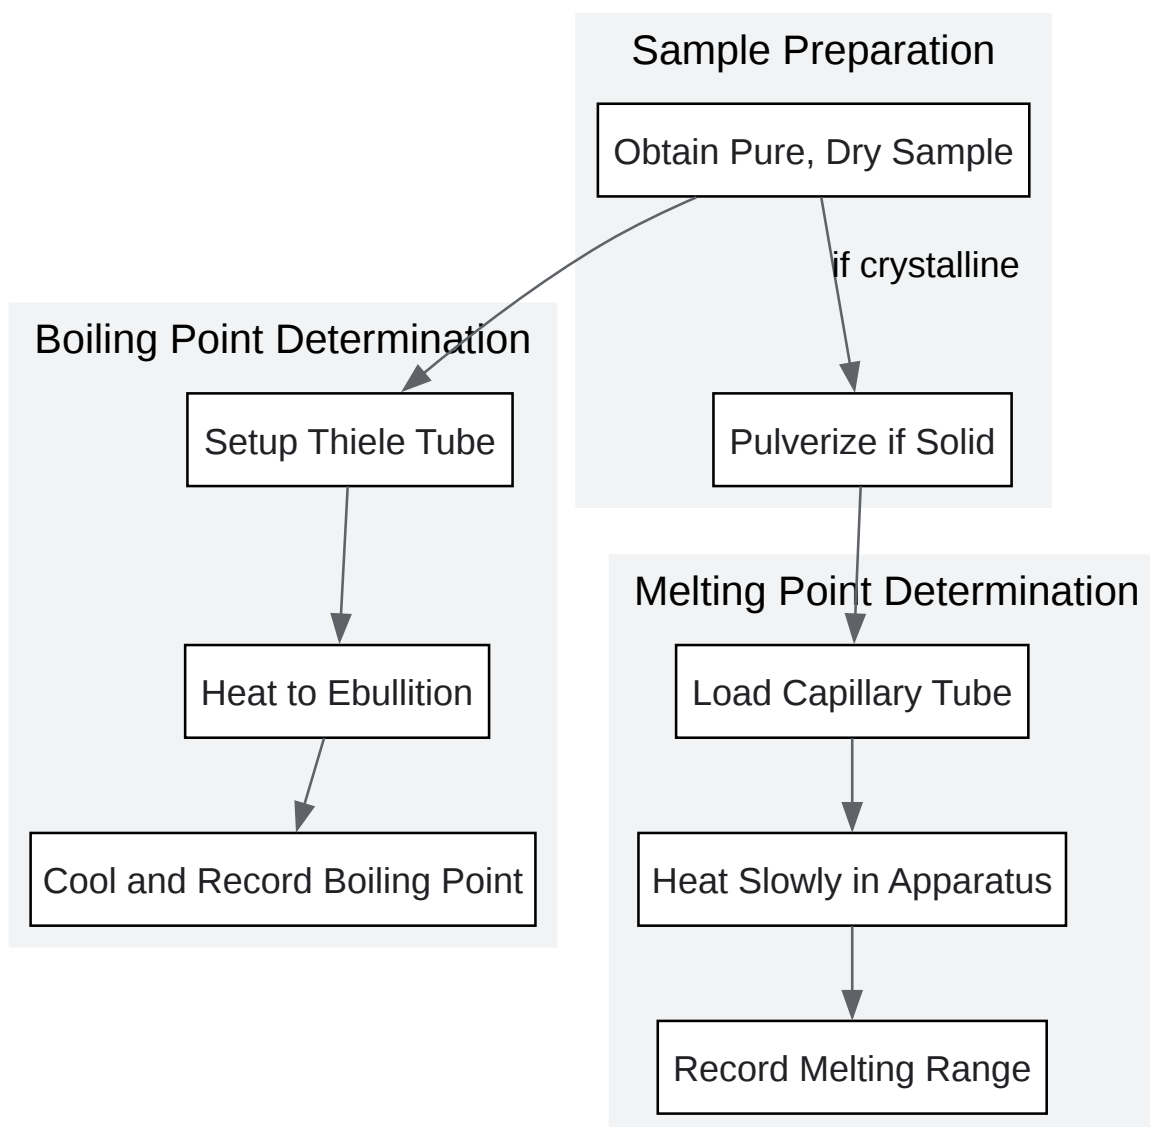 Sample Preparation
Obtain Pure, Dry Sample
if crystalline
Boiling Point Determination
Setup Thiele Tube
Pulverize if Solid
Melting Point Determination
Heat to Ebullition
Load Capillary Tube
Cool and Record Boiling Point
Heat Slowly in Apparatus
Record Melting Range